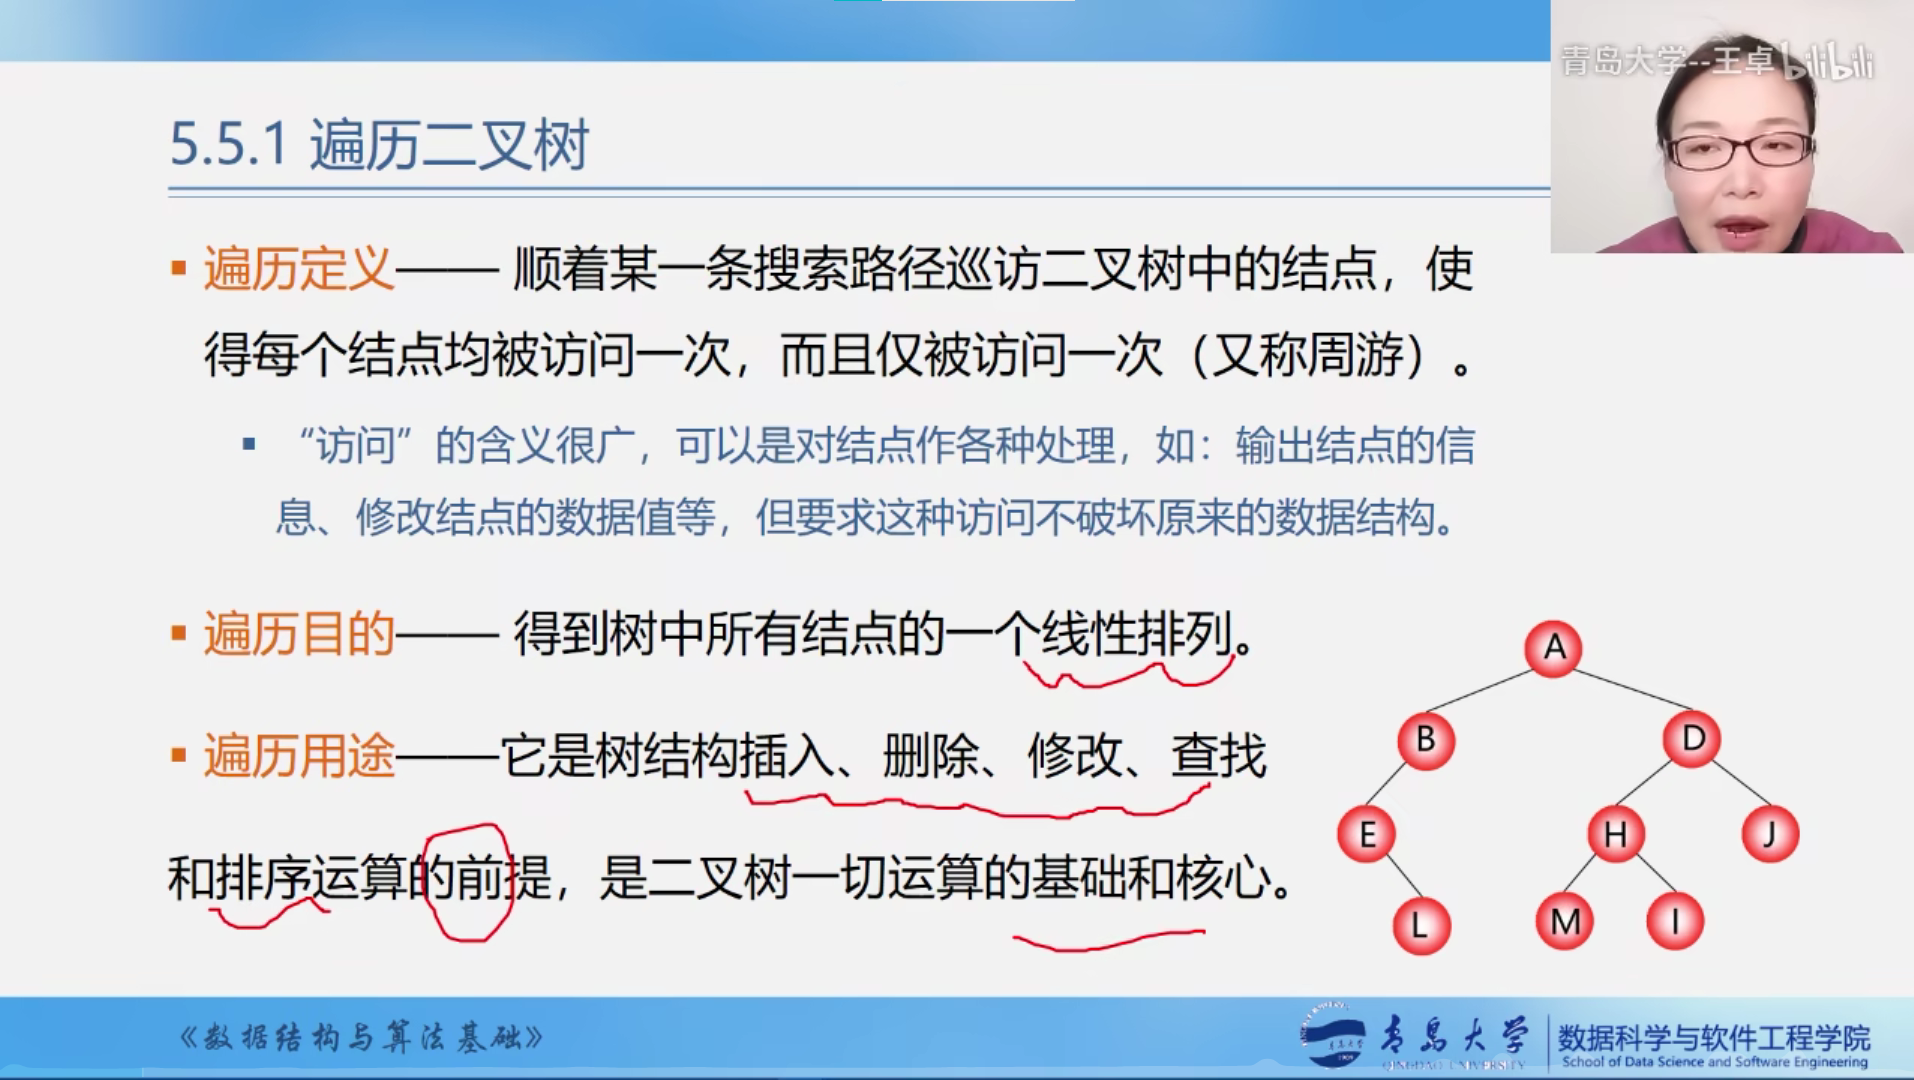 青岛大学--王卓 bilibili
5.5.1 遍历二叉树
遍历定义—— 顺着某一条搜索路径巡访二叉树中的结点，使
得每个结点均被访问一次，而且仅被访问一次（又称周游）。
“访问”的含义很广，可以是对结点作各种处理，如：输出结点的信
息、修改结点的数据值等，但要求这种访问不破坏原来的数据结构。
遍历目的—— 得到树中所有结点的一个线性排列。
遍历用途——它是树结构插入、删除、修改、查找
和排序运算的前提，是二叉树一切运算的基础和核心。
A
B D
E H J
L M I
《数据结构与算法基础》
青岛大学
QINGDAO UNIVERSITY
数据科学与软件工程学院
School of Data Science and Software Engineering